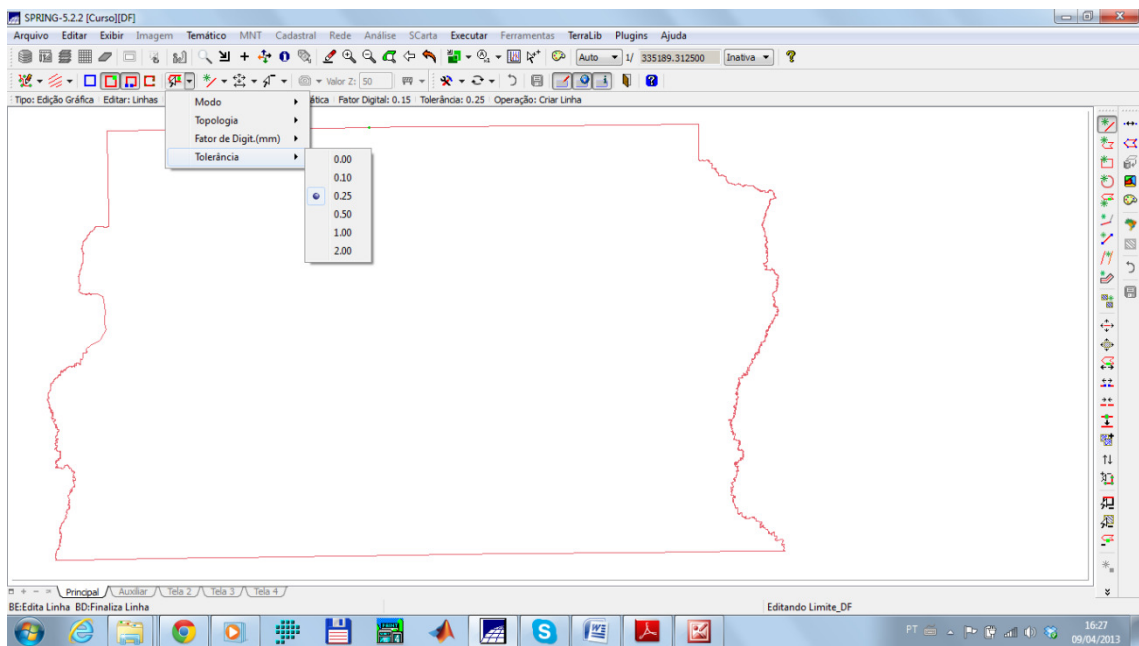 SPRING-5.2.2 [Curso][DF]
Arquivo Editar Exibir Imagem Temático MNT Cadastral Rede Análise SCarta Executar Ferramentas TerraLib Plugins Ajuda
Auto 1/ 335189.312500 Inativa
Valor Z: 50
Tipo: Edição Gráfica Editar: Linhas ática Fator Digital: 0.15 Tolerância: 0.25 Operação: Criar Linha
Modo
Topologia
Fator de Digit.(mm)
Tolerância
0.00
0.10
0.25
0.50
1.00
2.00
Principal Auxiliar Tela 2 Tela 3 Tela 4
BE:Edita Linha BD:Finaliza Linha Editando Limite_DF
PT 16:27
09/04/2013